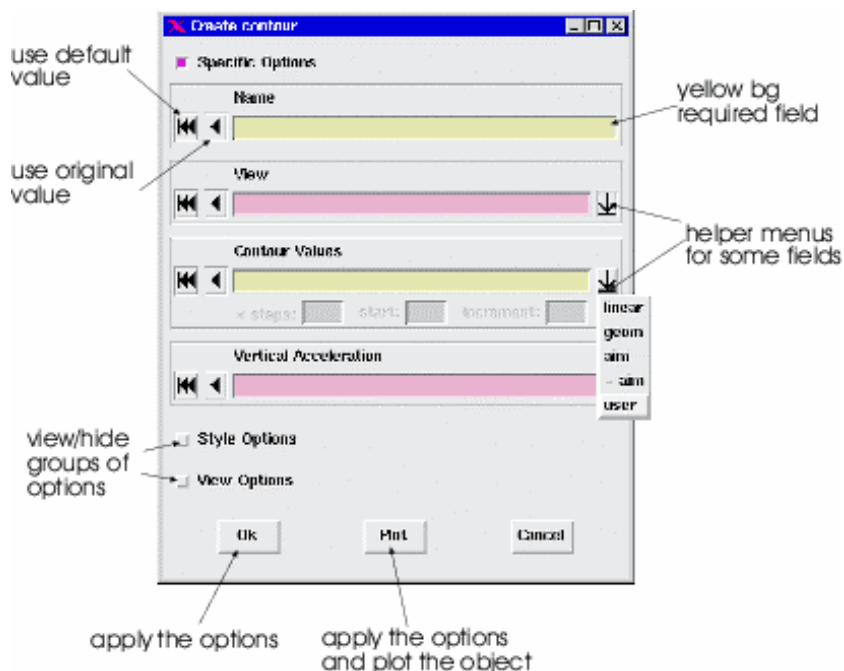 Create contour
use default
value
Specific Options
Name
yellow bg
required field
use original
value
View
helper menus
for some fields
Contour Values
× steps:
start:
increment:
linear
geom
aim
- aim
user
Vertical Acceleration
view/hide
groups of
options
Style Options
View Options
Ok
Plot
Cancel
apply the options
apply the options
and plot the object